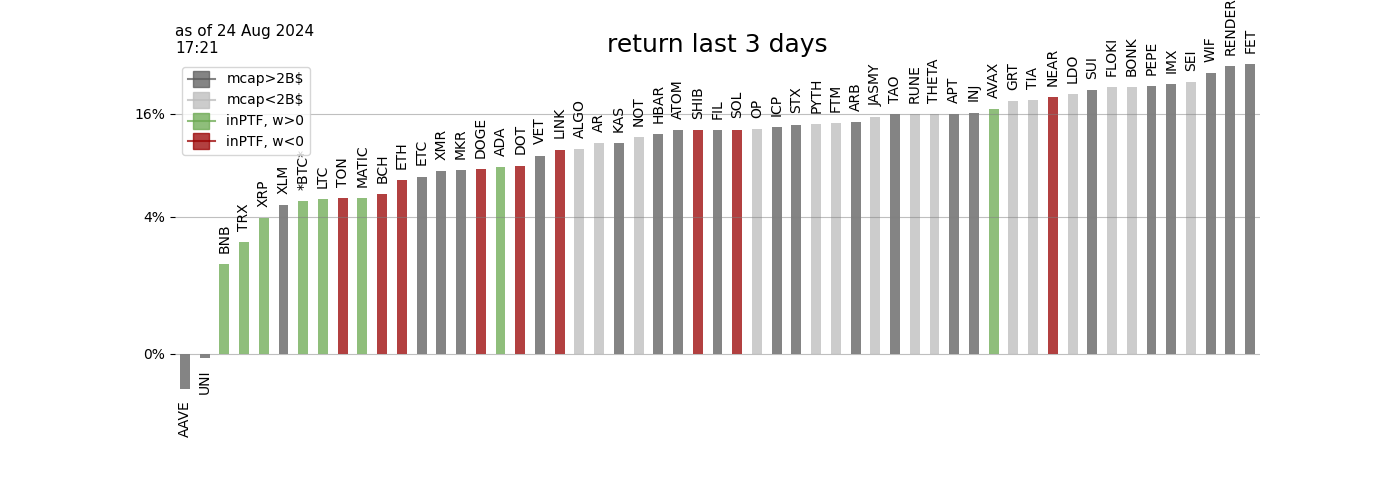 as of 24 Aug 2024
17:21
return last 3 days
mcap>2B$
mcap<2B$
inPTF, w>0
inPTF, w<0
16%
4%
0%
AAVE
UNI
BNB
TRX
XRP
XLM
*BTC*
LTC
TON
MATIC
BCH
ETH
ETC
XMR
MKR
DOGE
ADA
DOT
VET
LINK
ALGO
AR
KAS
NOT
HBAR
ATOM
SHIB
FIL
SOL
OP
ICP
STX
PYTH
FTM
ARB
JASMY
TAO
RUNE
THETA
APT
INJ
AVAX
GRT
TIA
NEAR
LDO
SUI
FLOKI
BONK
PEPE
IMX
SEI
WIF
RENDER
FET